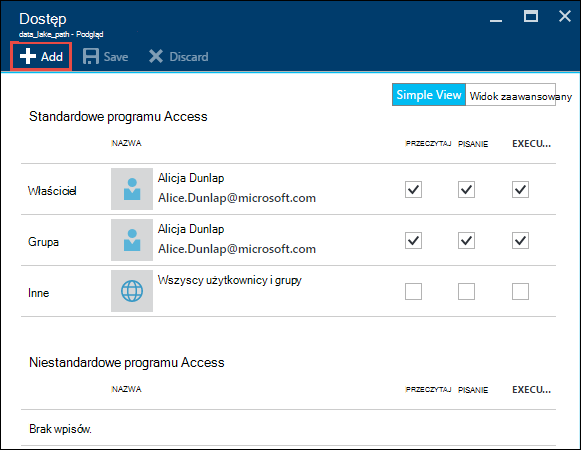 Dostęp
data_lake_path - Podgląd
Add Save Discard
Simple View Widok zaawansowany
Standardowe programu Access
NAZWA PRZECZYTAJ PISANIE EXECU...
Właściciel Alicja Dunlap
Alice.Dunlap@microsoft.com
Grupa Alicja Dunlap
Alice.Dunlap@microsoft.com
Inne Wszyscy użytkownicy i grupy
Niestandardowe programu Access
NAZWA PRZECZYTAJ PISANIE EXECU...
Brak wpisów.